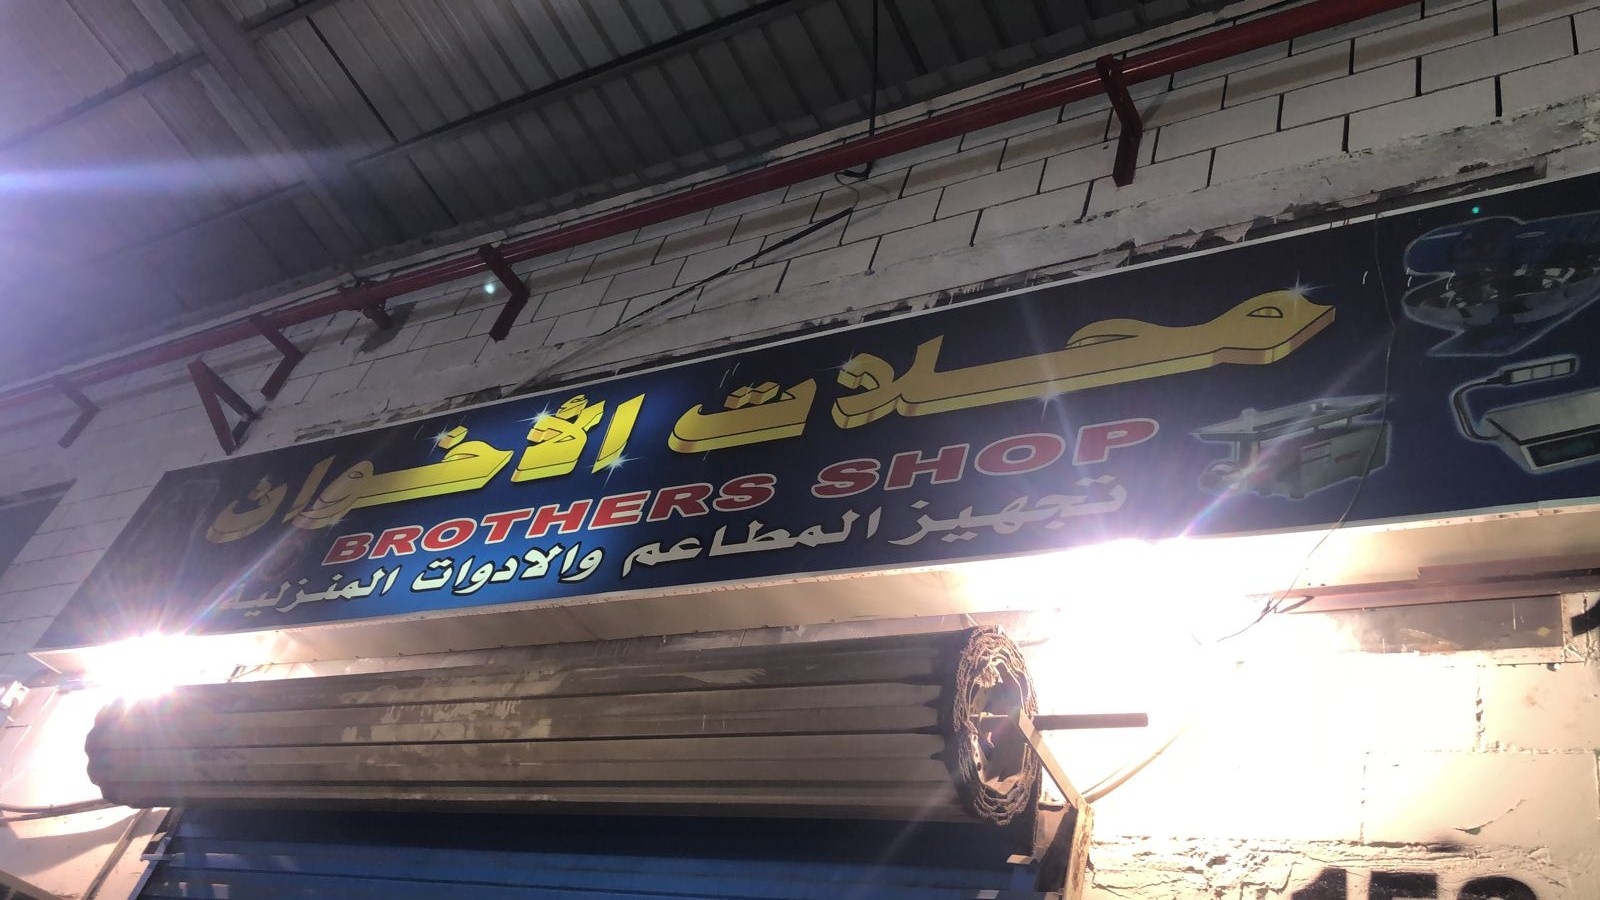 محلات الأخوان
BROTHERS SHOP
تجهيز المطاعم والادوات المنزلية